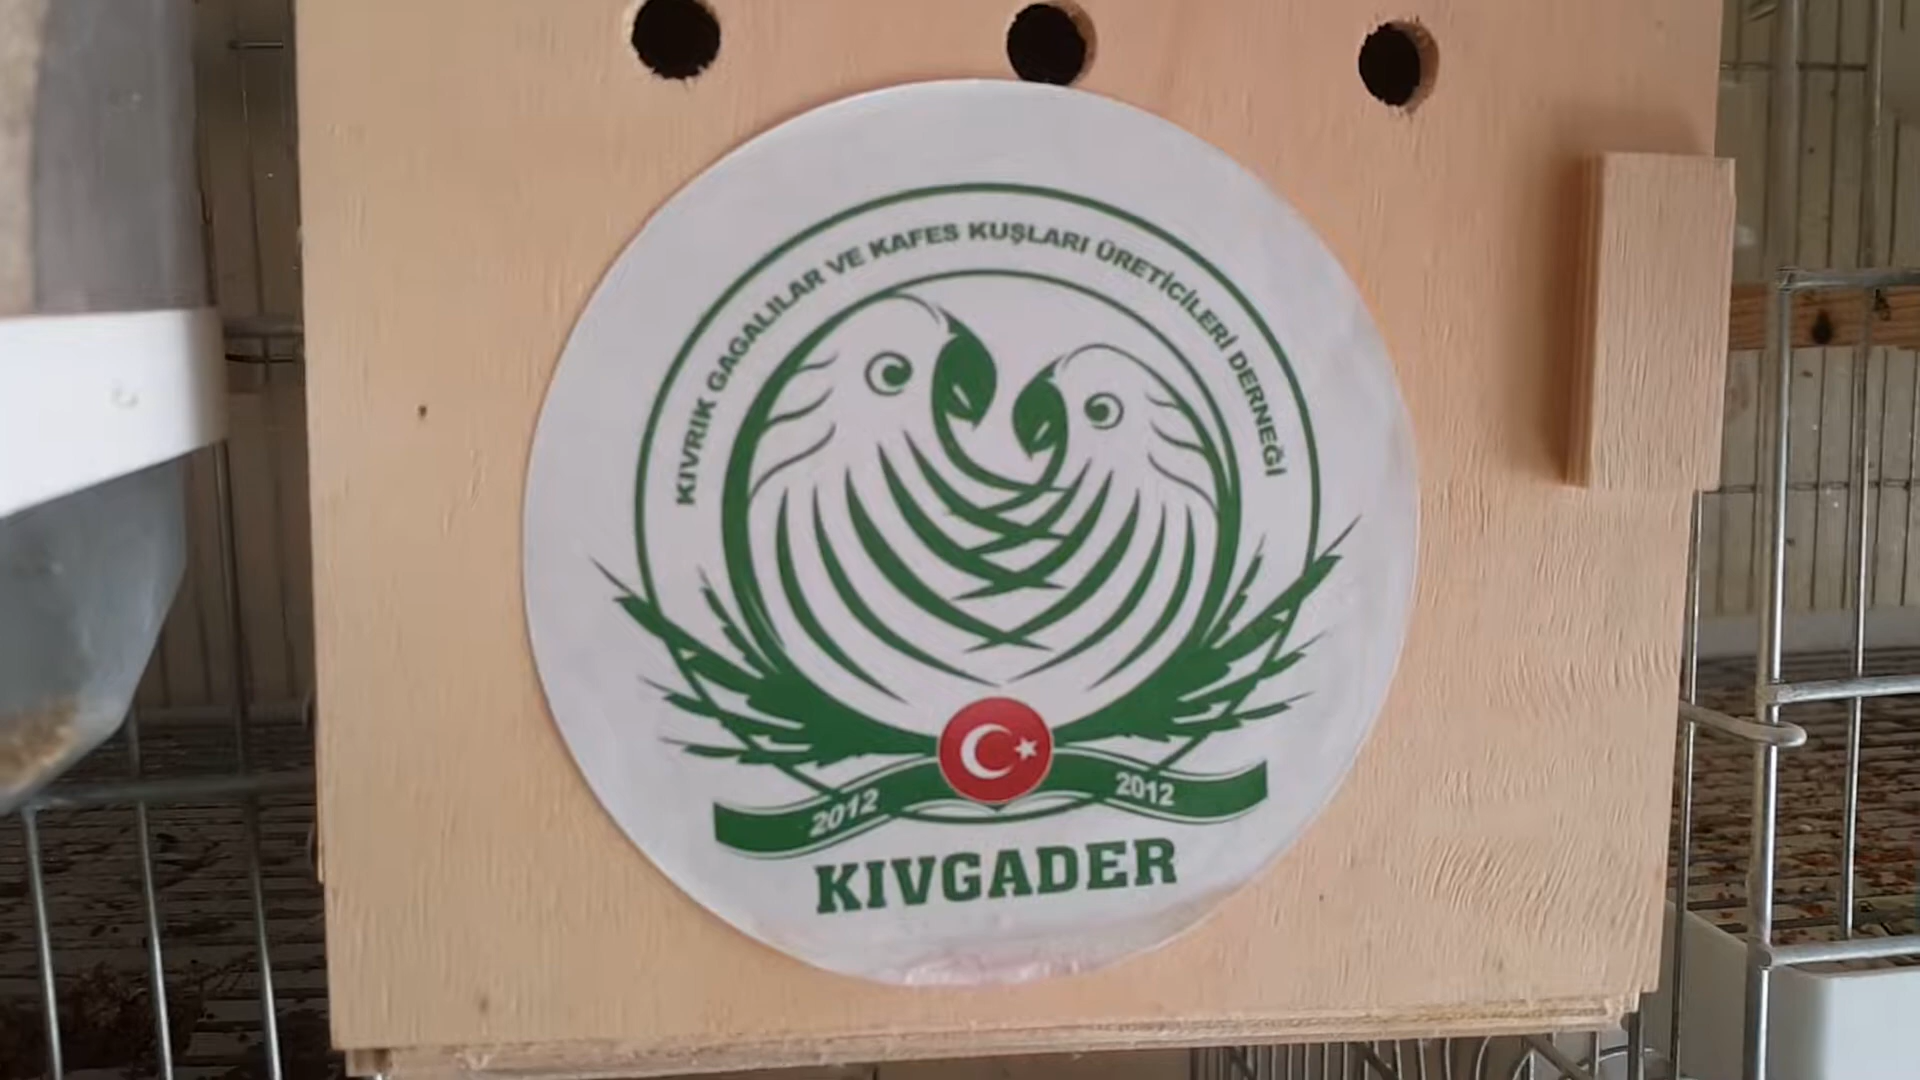 KIVRIK GAGALILAR VE KAFES KUŞLARI ÜRETİCİLERİ DERNEĞİ
2012 2012
KIVGADER